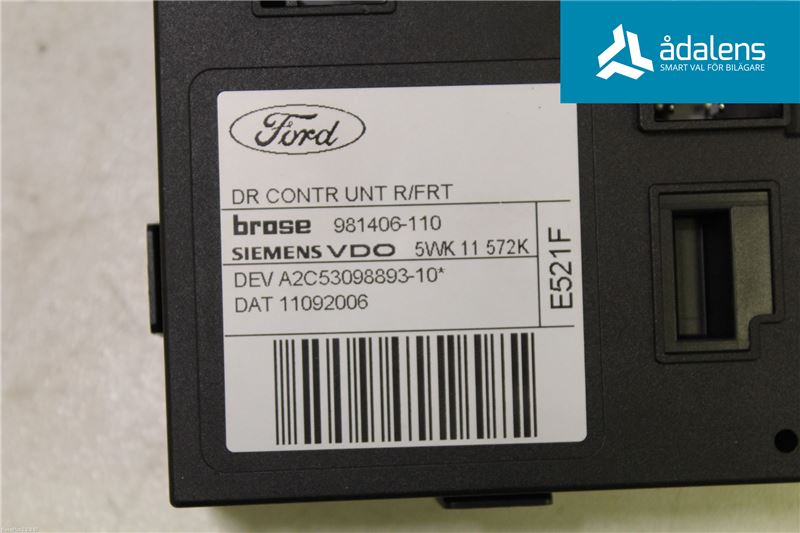 ådalens
SMART VAL FÖR BILÄGARE
Ford
DR CONTR UNT R/FRT
brose 981406-110
SIEMENS VDO 5WK 11 572K
DEV A2C53098893-10*
DAT 11092006
E521F